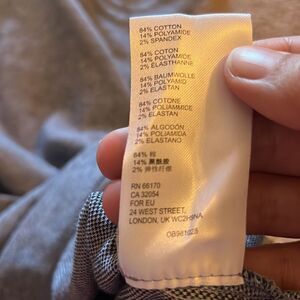 84% COTTON
14% POLYAMIDE
2% SPANDEX
84% COTON
14% POLYAMIDE
2% ELASTHANNE
84% BAUMWOLLE
14% POLYAMID
2% ELASTAN
84% COTONE
14% POLIAMMIDE
2% ELASTAN
84% ALGODÓN
14% POLIAMIDA
2% ELASTANO
84% 棉
14% 聚酰胺
2% 弹性纤维
RN 66170
CA 32054
FOR EU
24 WEST STREET,
LONDON, UK WC2H9NA